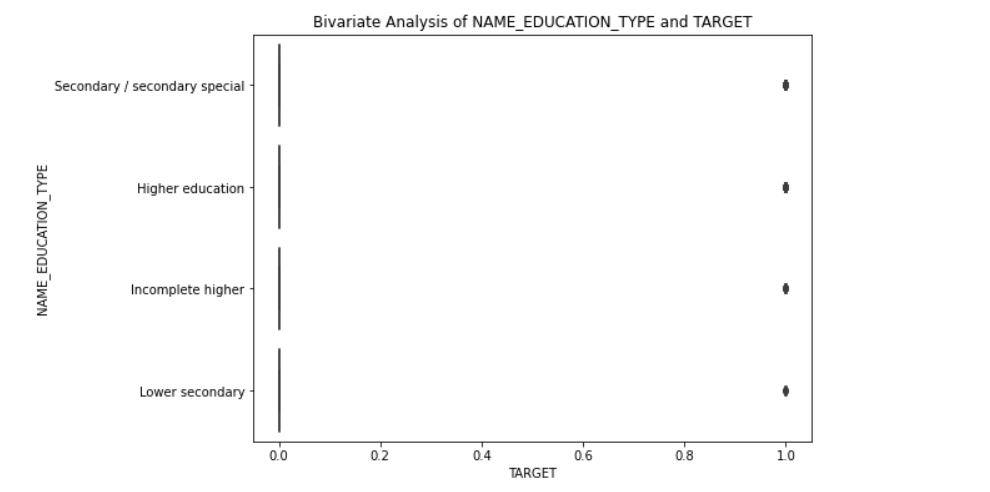 Bivariate Analysis of NAME_EDUCATION_TYPE and TARGET
NAME_EDUCATION_TYPE
Secondary / secondary special
Higher education
Incomplete higher
Lower secondary
0.0 0.2 0.4 0.6 0.8 1.0
TARGET